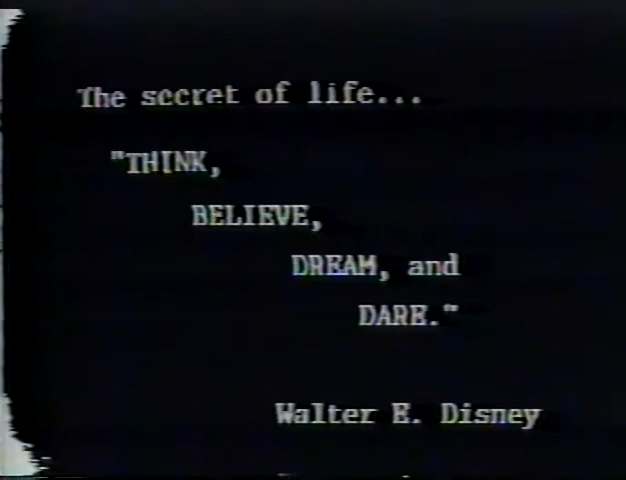 The secret of life...
"THINK,
BELIEVE,
DREAM, and
DARE."
Walter E. Disney